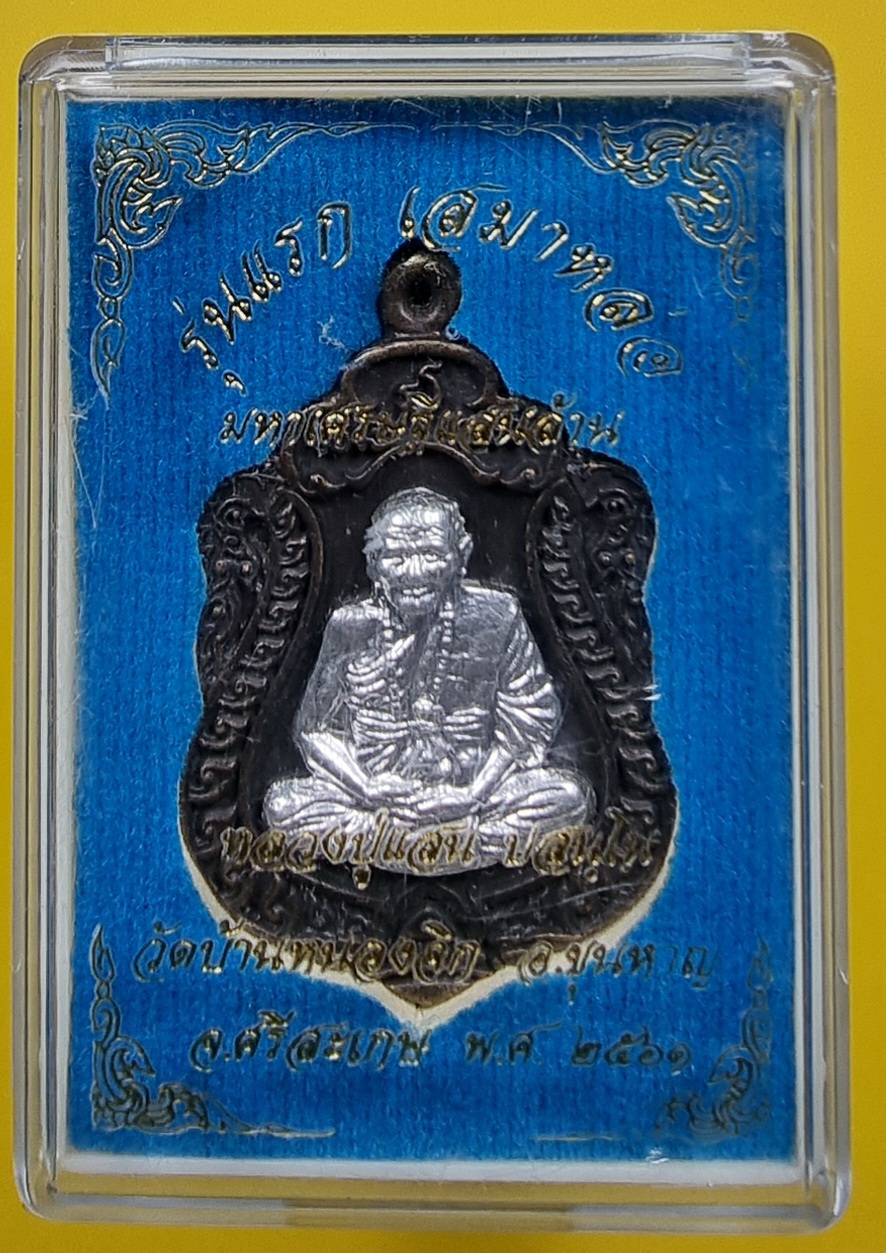 รุ่นแรก เสมาหล่อ
มหาเศรษฐีแสนล้าน
หลวงปู่แสน ปสนฺโน
วัดบ้านหนองจิก อ.ขุนหาญ
จ.ศรีสะเกษ พ.ศ. ๒๕๖๑